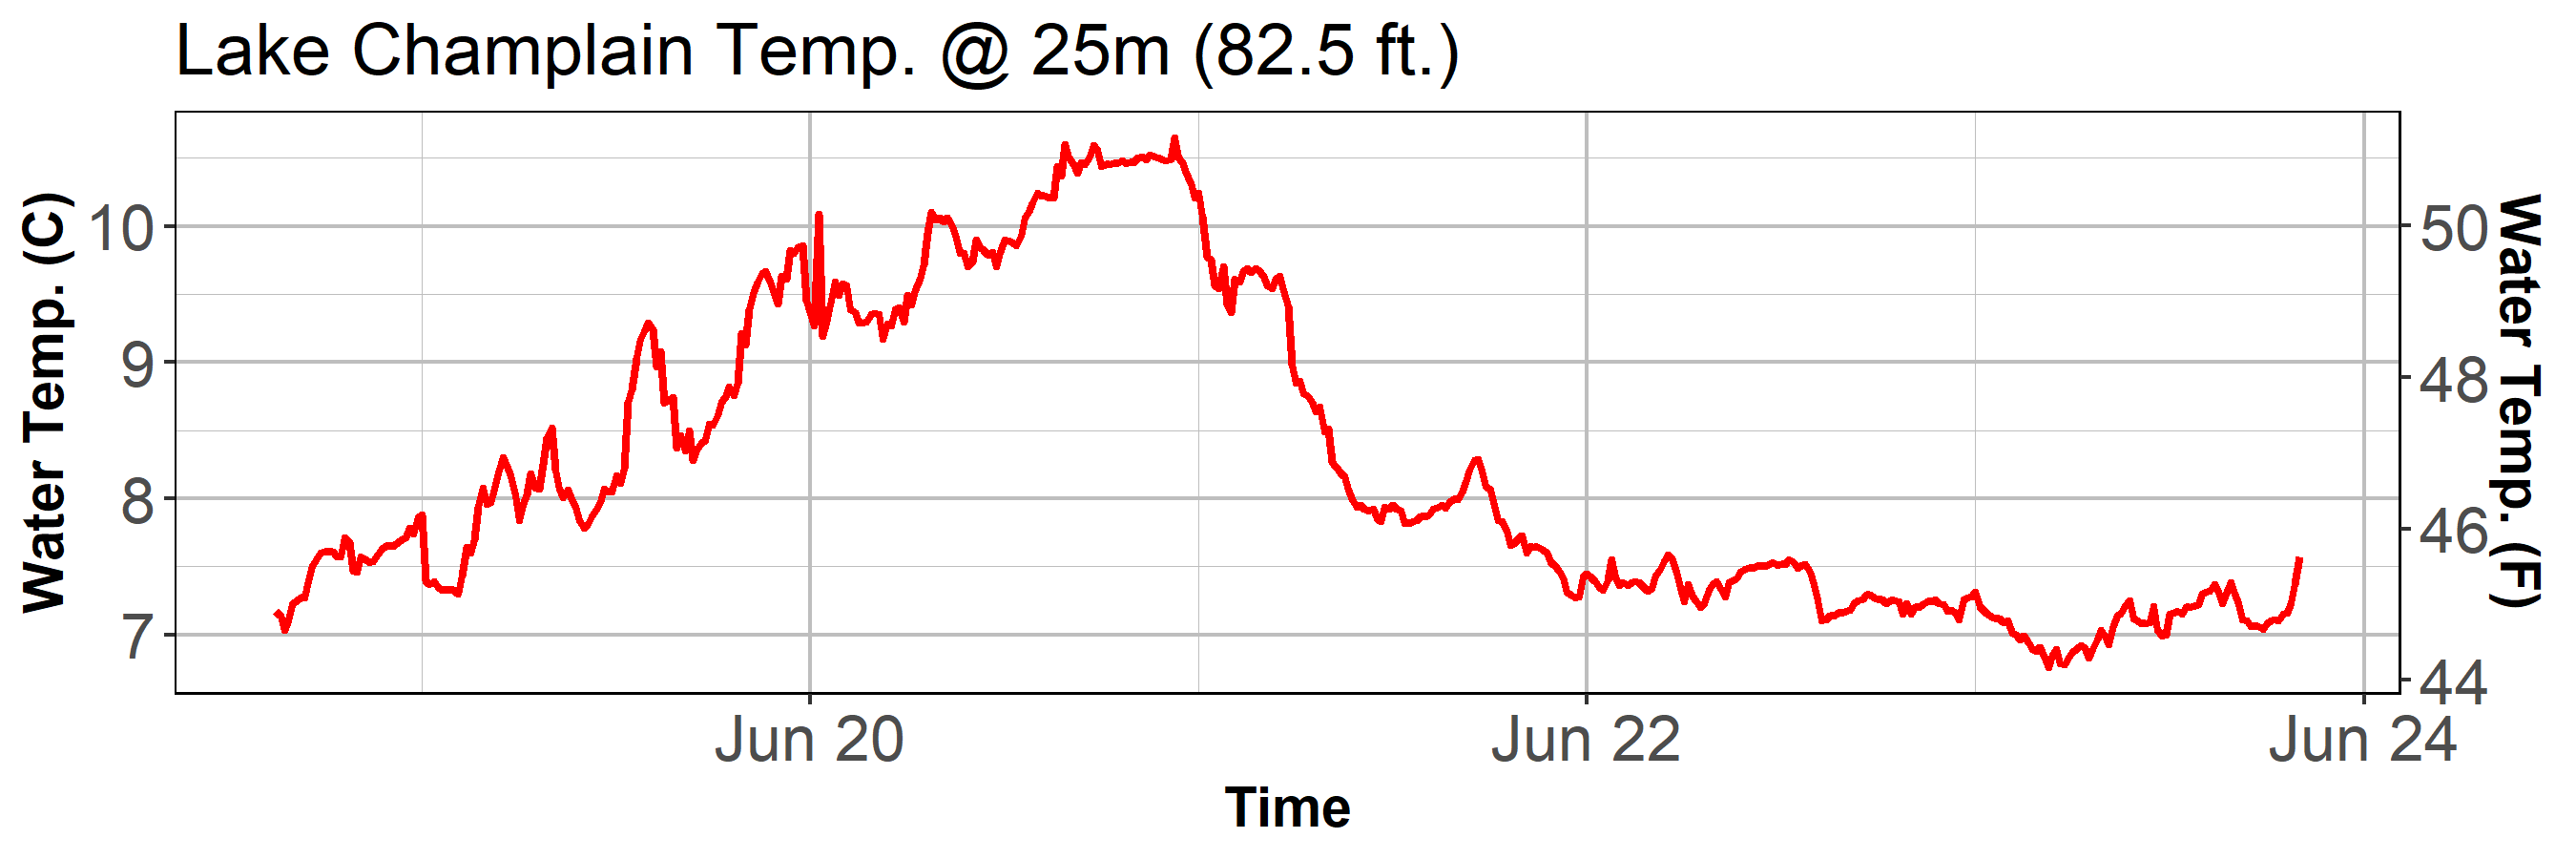 Lake Champlain Temp. @ 25m (82.5 ft.)
Water Temp. (C)
10
9
8
7
50
48
46
44
Water Temp. (F)
Jun 20
Jun 22
Jun 24
Time